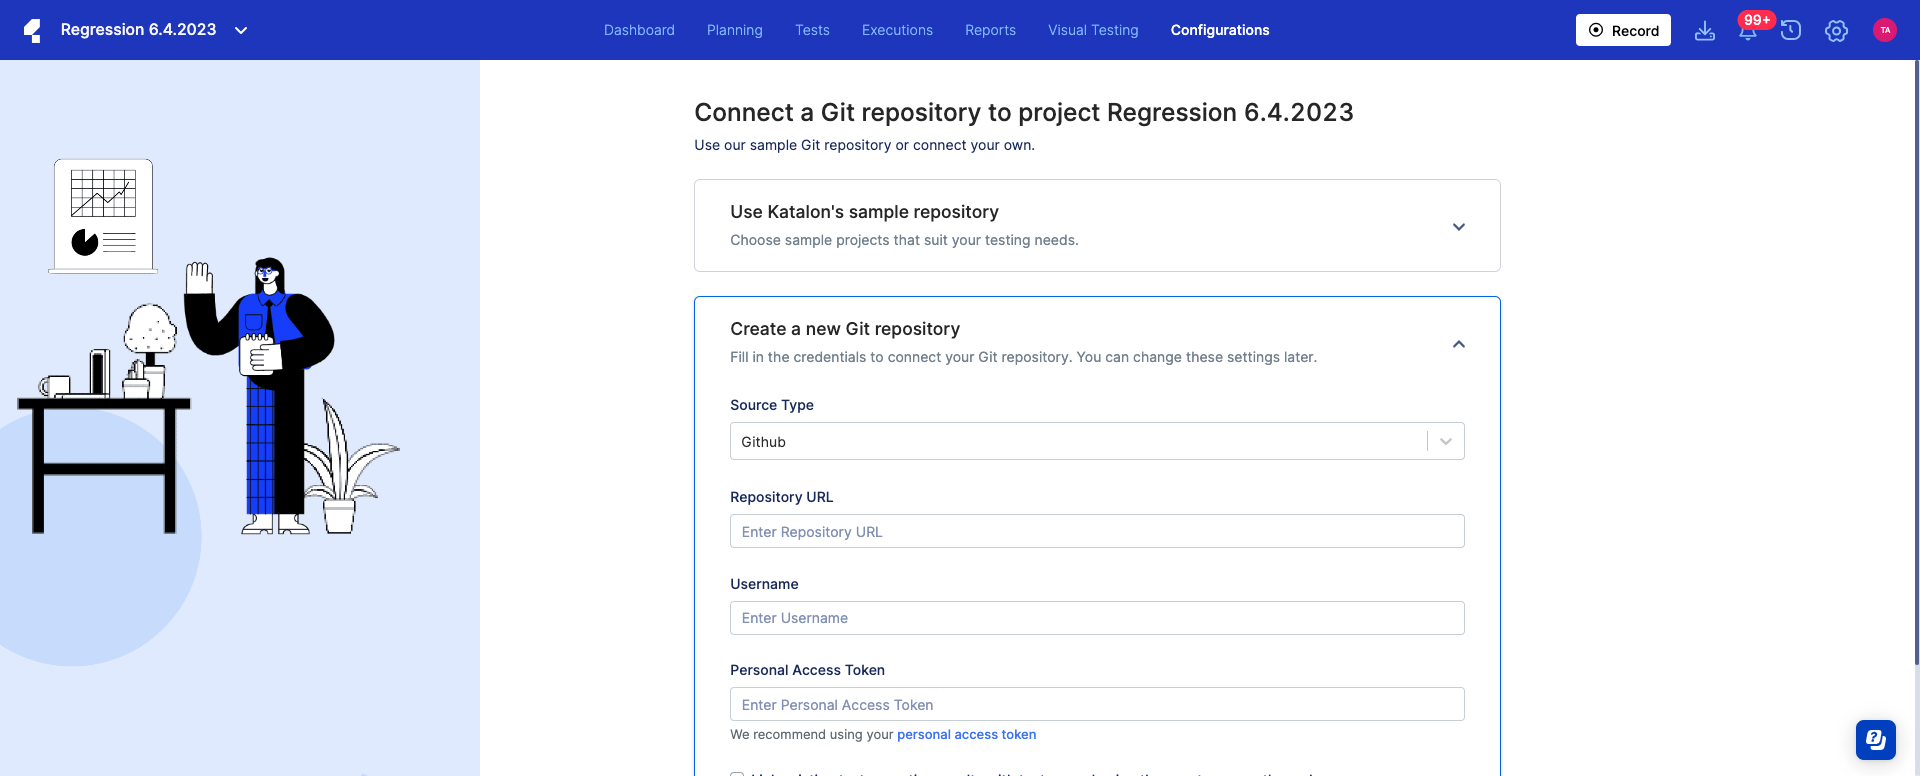 Regression 6.4.2023
Dashboard
Planning
Tests
Executions
Reports
Visual Testing
Configurations
Record
99+
TA
Connect a Git repository to project Regression 6.4.2023
Use our sample Git repository or connect your own.
Use Katalon's sample repository
Choose sample projects that suit your testing needs.
Create a new Git repository
Fill in the credentials to connect your Git repository. You can change these settings later.
Source Type
Github
Repository URL
Enter Repository URL
Username
Enter Username
Personal Access Token
Enter Personal Access Token
We recommend using your personal access token